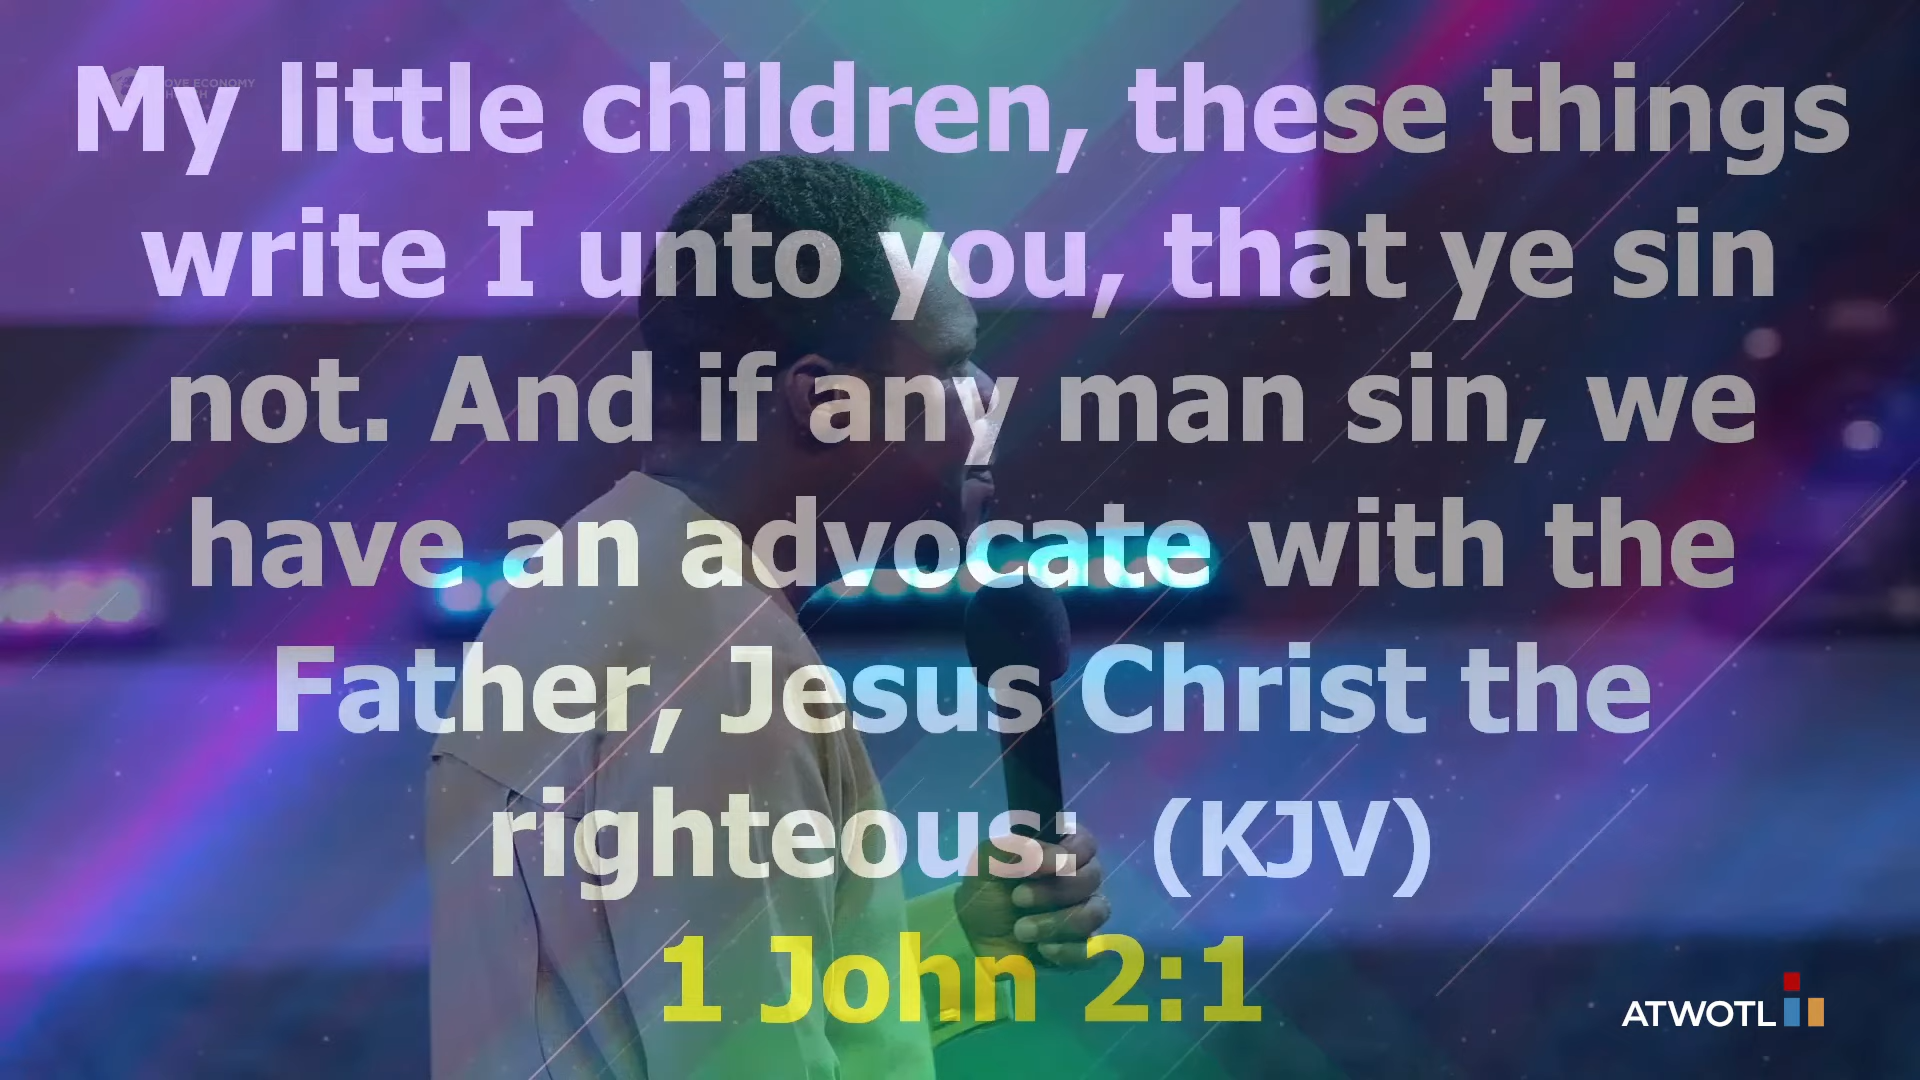 My little children, these things
write I unto you, that ye sin
not. And if any man sin, we
have an advocate with the
Father, Jesus Christ the
righteous:  (KJV)
1 John 2:1
ATWOTL